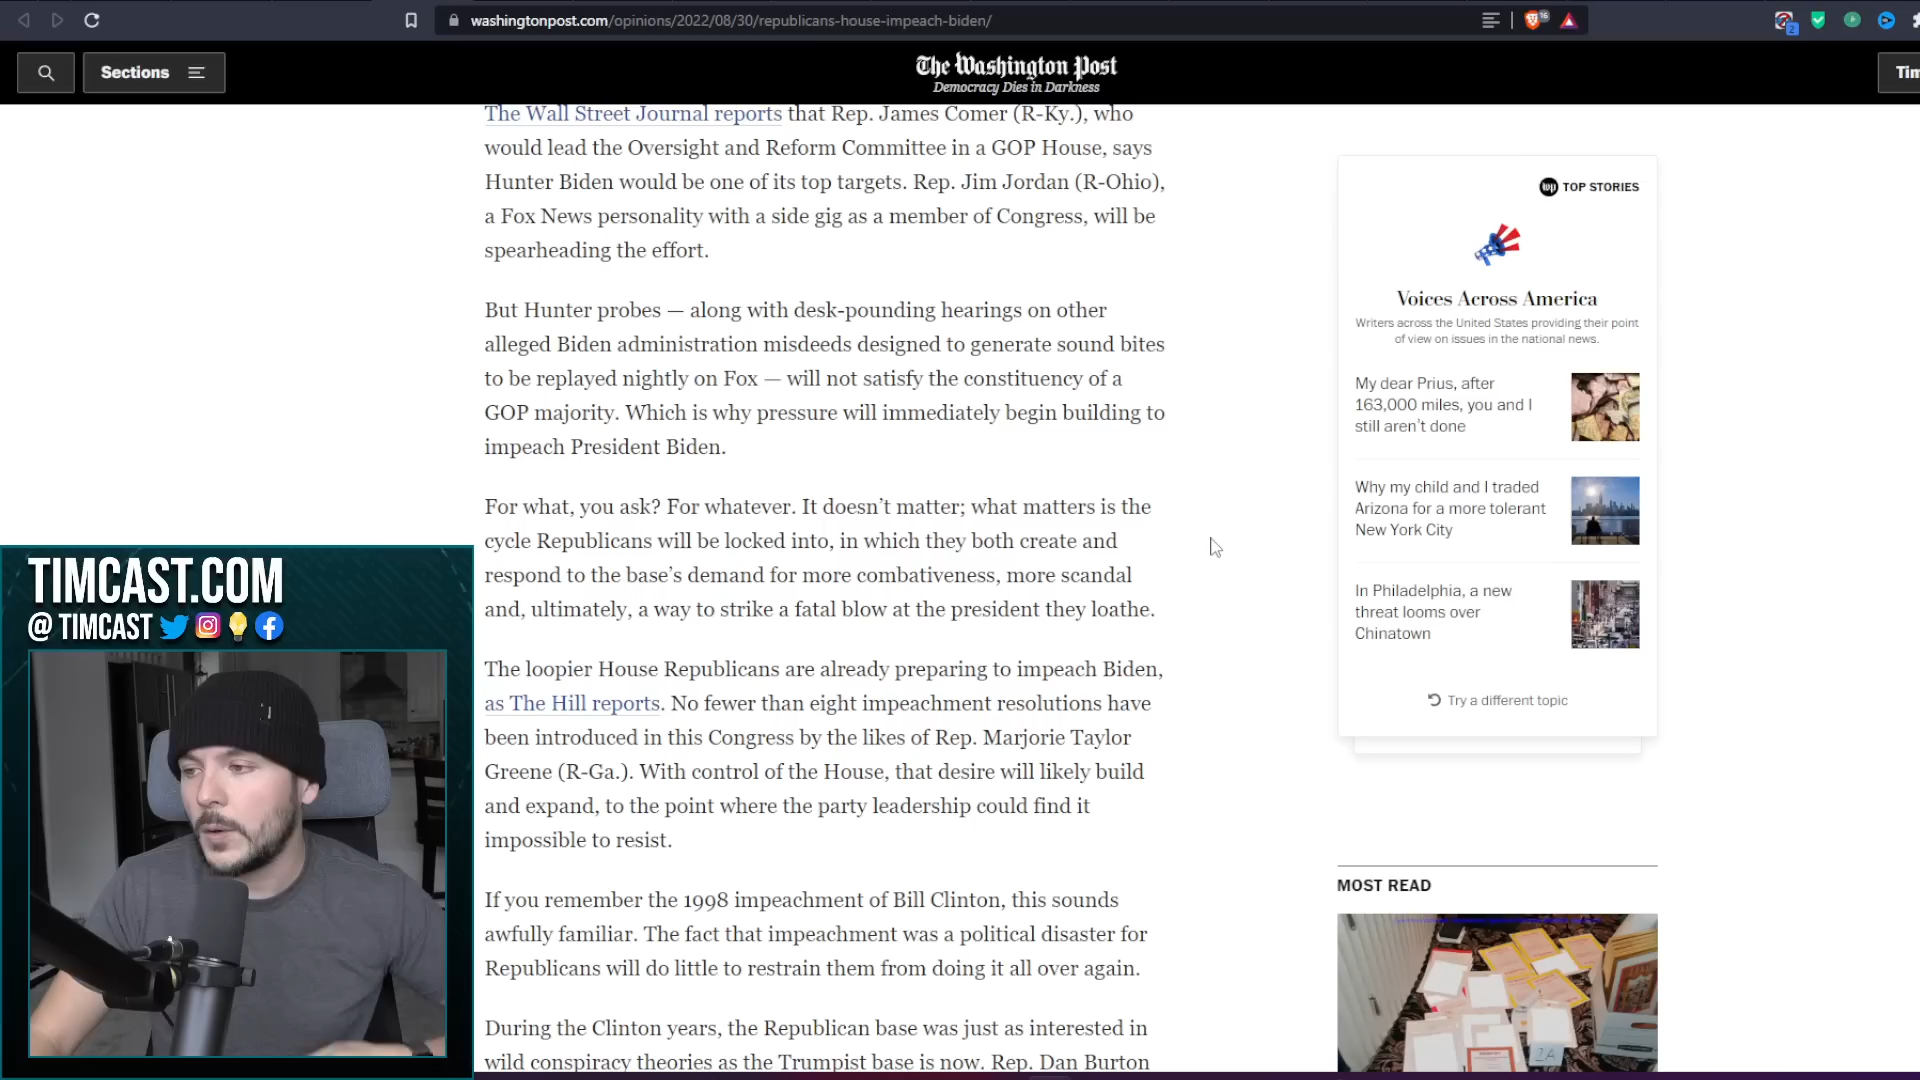 washingtonpost.com/opinions/2022/08/30/republicans-house-impeach-biden/
16
2
Sections
The Washington Post
Democracy Dies in Darkness
Tim
The Wall Street Journal reports that Rep. James Comer (R-Ky.), who
would lead the Oversight and Reform Committee in a GOP House, says
Hunter Biden would be one of its top targets. Rep. Jim Jordan (R-Ohio),
a Fox News personality with a side gig as a member of Congress, will be
spearheading the effort.
But Hunter probes — along with desk-pounding hearings on other
alleged Biden administration misdeeds designed to generate sound bites
to be replayed nightly on Fox — will not satisfy the constituency of a
GOP majority. Which is why pressure will immediately begin building to
impeach President Biden.
For what, you ask? For whatever. It doesn’t matter; what matters is the
cycle Republicans will be locked into, in which they both create and
respond to the base’s demand for more combativeness, more scandal
and, ultimately, a way to strike a fatal blow at the president they loathe.
The loopier House Republicans are already preparing to impeach Biden,
as The Hill reports. No fewer than eight impeachment resolutions have
been introduced in this Congress by the likes of Rep. Marjorie Taylor
Greene (R-Ga.). With control of the House, that desire will likely build
and expand, to the point where the party leadership could find it
impossible to resist.
If you remember the 1998 impeachment of Bill Clinton, this sounds
awfully familiar. The fact that impeachment was a political disaster for
Republicans will do little to restrain them from doing it all over again.
During the Clinton years, the Republican base was just as interested in
wild conspiracy theories as the Trumpist base is now. Rep. Dan Burton
wp TOP STORIES
Voices Across America
Writers across the United States providing their point
of view on issues in the national news.
My dear Prius, after
163,000 miles, you and I
still aren’t done
Why my child and I traded
Arizona for a more tolerant
New York City
In Philadelphia, a new
threat looms over
Chinatown
Try a different topic
MOST READ
2A
TIMCAST.COM
@ TIMCAST